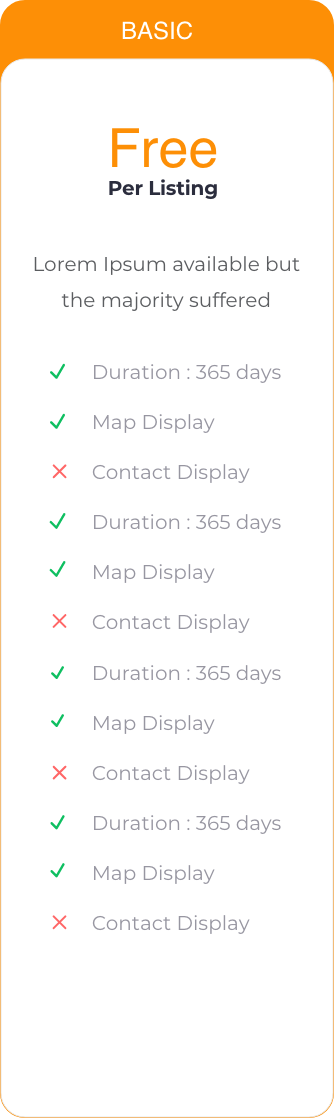 BASIC
Free
Per Listing
Lorem Ipsum available but
the majority suffered
Duration : 365 days
Map Display
Contact Display
Duration : 365 days
Map Display
Contact Display
Duration : 365 days
Map Display
Contact Display
Duration : 365 days
Map Display
Contact Display